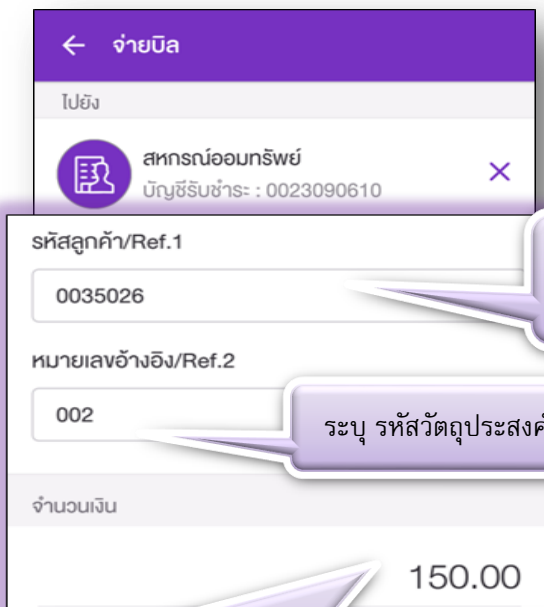 จ่ายบิล
ไปยัง
สหกรณ์ออมทรัพย์
บัญชีรับชำระ : 0023090610
รหัสลูกค้า/Ref.1
0035026
หมายเลขอ้างอิง/Ref.2
002
ระบุ รหัสวัตถุประสงค์
จำนวนเงิน
150.00